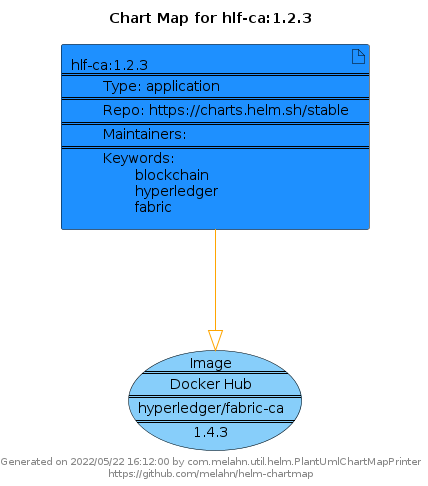 Chart Map for hlf-ca:1.2.3
hlf-ca:1.2.3
Type: application
Repo: https://charts.helm.sh/stable
Maintainers:
Keywords:
blockchain
hyperledger
fabric
Image
Docker Hub
hyperledger/fabric-ca
1.4.3
Generated on 2022/05/22 16:12:00 by com.melahn.util.helm.PlantUmlChartMapPrinter
https://github.com/melahn/helm-chartmap